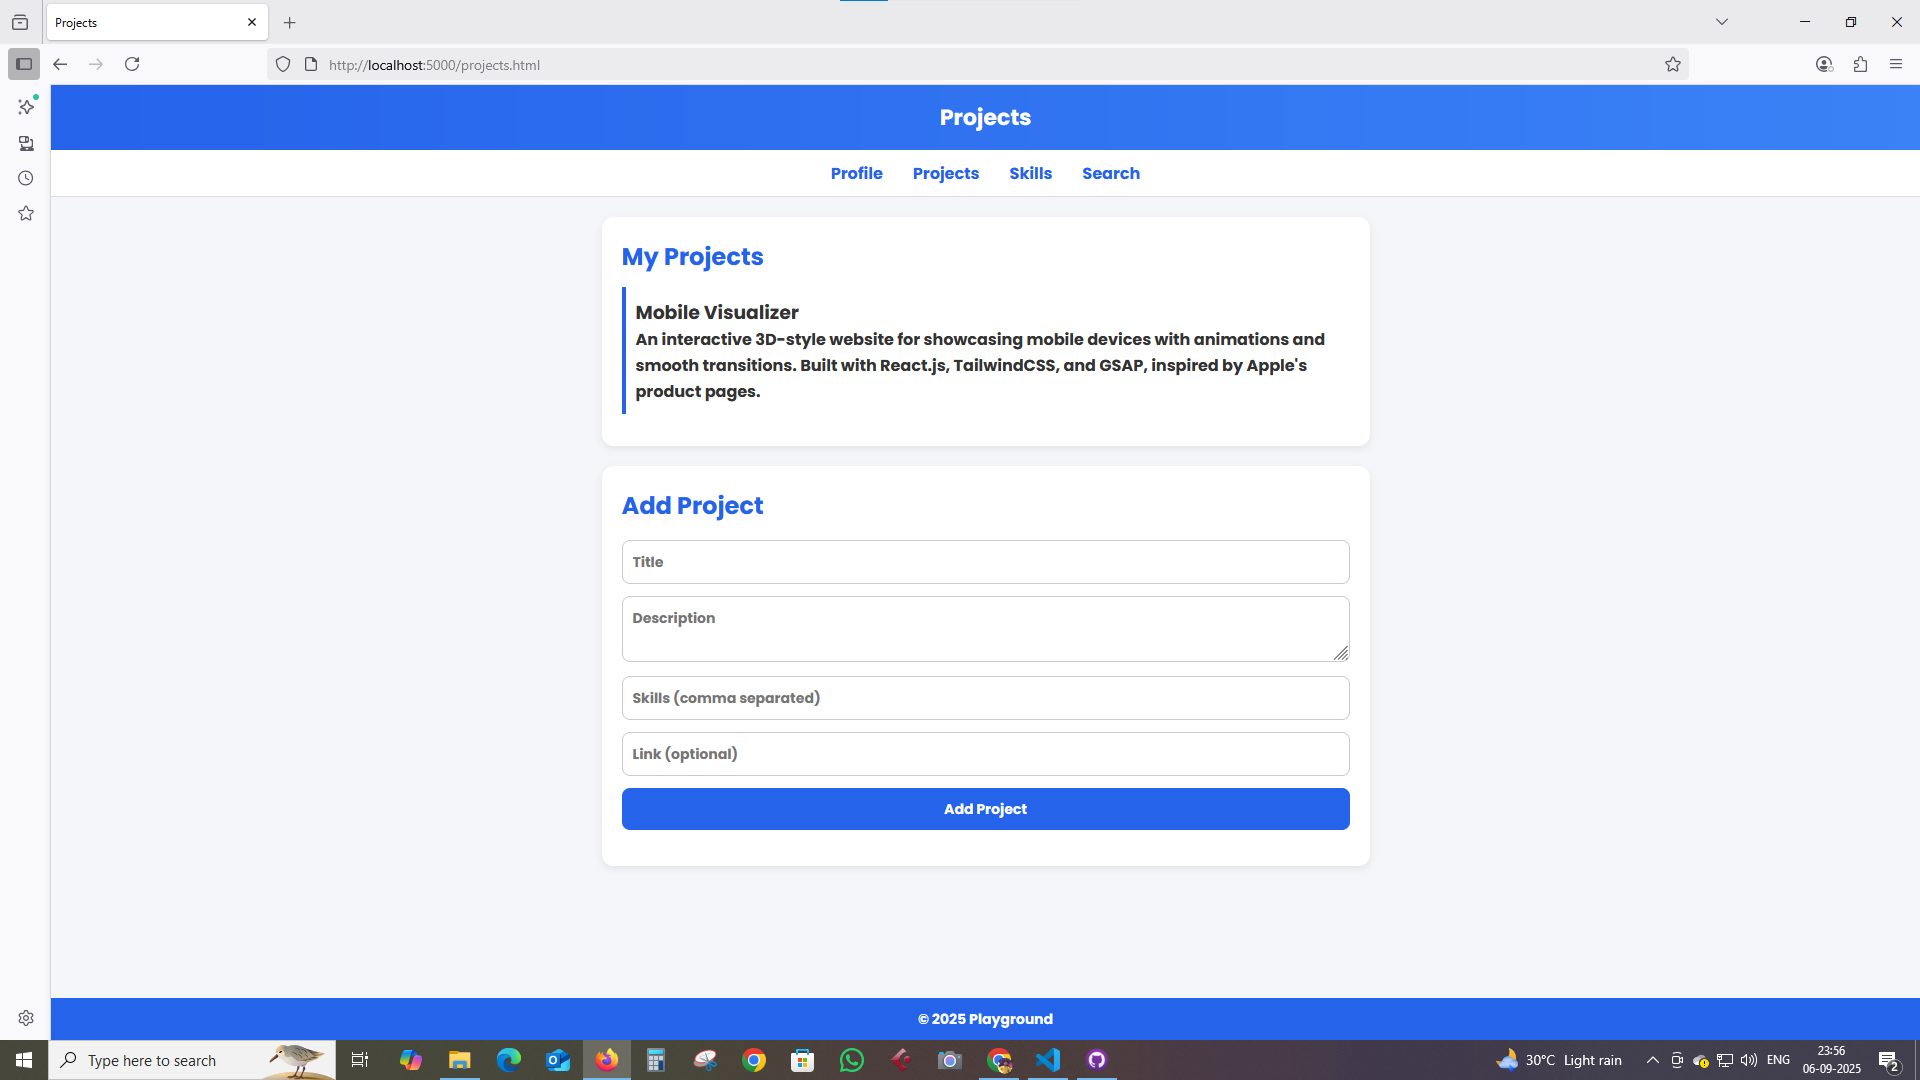 Projects
http://localhost:5000/projects.html
Projects
Profile Projects Skills Search
My Projects
Mobile Visualizer
An interactive 3D-style website for showcasing mobile devices with animations and
smooth transitions. Built with React.js, TailwindCSS, and GSAP, inspired by Apple's
product pages.
Add Project
Title
Description
Skills (comma separated)
Link (optional)
Add Project
© 2025 Playground
Type here to search
30°C Light rain
ENG
23:56
06-09-2025
2